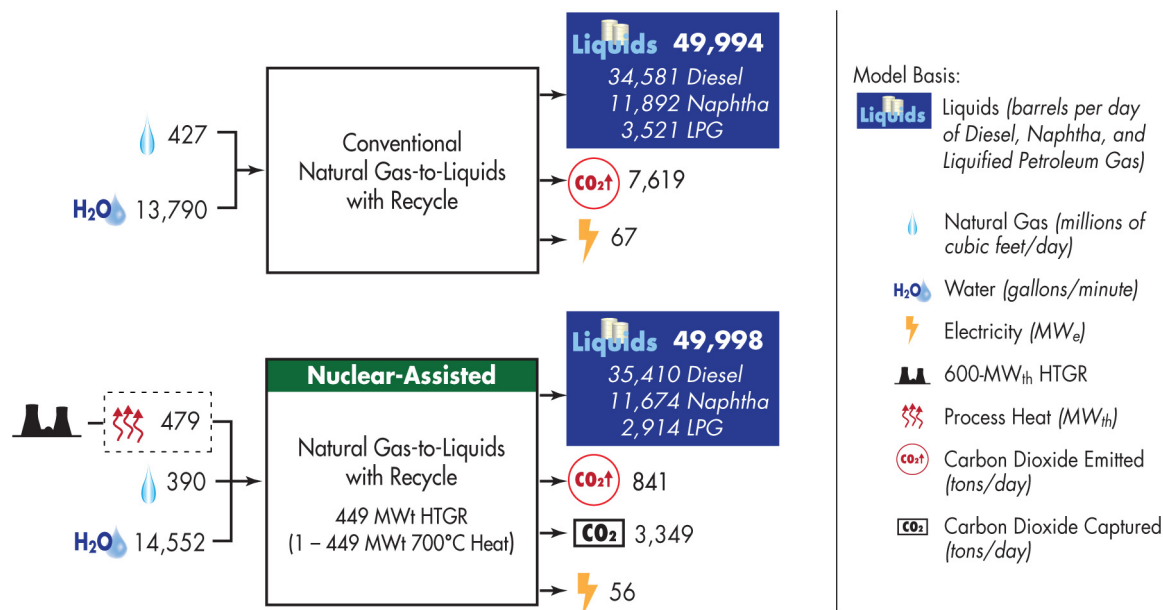 Liquids 49,994
34,581 Diesel
11,892 Naphtha
3,521 LPG
427
H₂O 13,790
Conventional
Natural Gas-to-Liquids
with Recycle
CO₂↑ 7,619
67
Liquids 49,998
35,410 Diesel
11,674 Naphtha
2,914 LPG
Nuclear-Assisted
479
390
H₂O 14,552
Natural Gas-to-Liquids
with Recycle
449 MWt HTGR
(1 – 449 MWt 700°C Heat)
CO₂↑ 841
CO₂ 3,349
56
Model Basis:
Liquids Liquids (barrels per day
of Diesel, Naphtha, and
Liquified Petroleum Gas)
Natural Gas (millions of
cubic feet/day)
H₂O Water (gallons/minute)
Electricity (MWe)
600-MWth HTGR
Process Heat (MWth)
CO₂↑ Carbon Dioxide Emitted
(tons/day)
CO₂ Carbon Dioxide Captured
(tons/day)